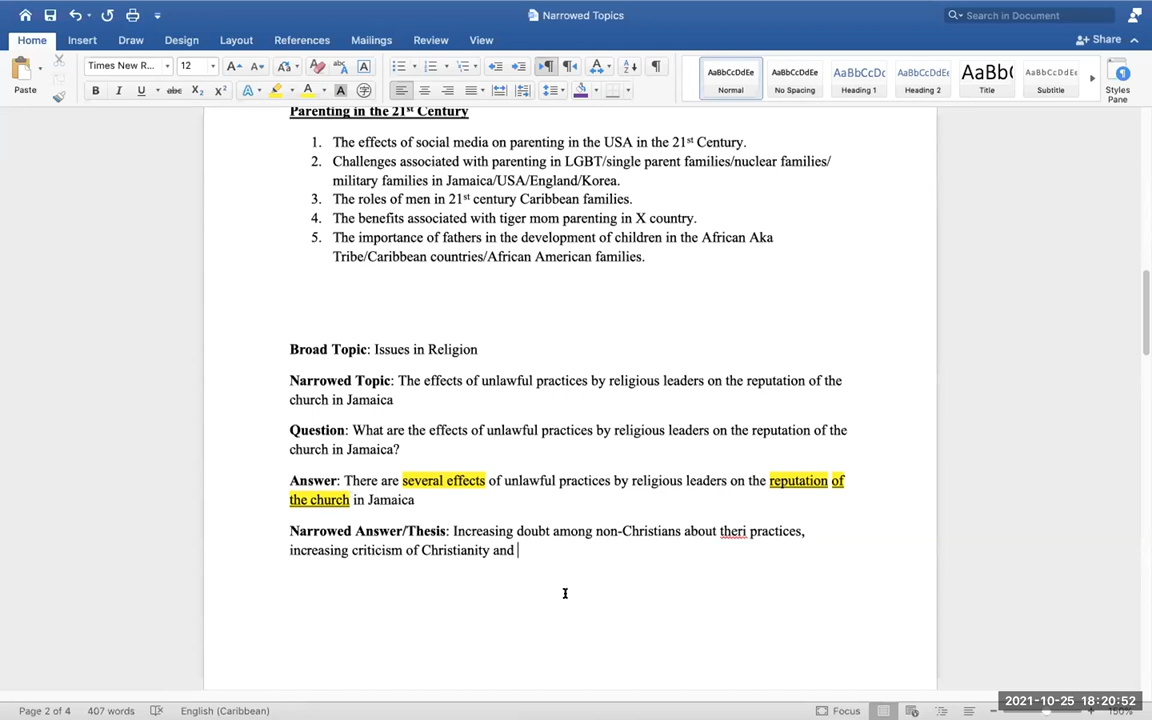 Narrowed Topics
Search in Document
Home Insert Draw Design Layout References Mailings Review View Share
Paste
Times New R... 12
AaBbCcDdEe AaBbCcDdEe AaBbCcDc AaBbCcDdEe AaBb( AaBbCcDdEe
Normal No Spacing Heading 1 Heading 2 Title Subtitle Styles Pane
Parenting in the 21st Century
1. The effects of social media on parenting in the USA in the 21st Century.
2. Challenges associated with parenting in LGBT/single parent families/nuclear families/
military families in Jamaica/USA/England/Korea.
3. The roles of men in 21st century Caribbean families.
4. The benefits associated with tiger mom parenting in X country.
5. The importance of fathers in the development of children in the African Aka
Tribe/Caribbean countries/African American families.
Broad Topic: Issues in Religion
Narrowed Topic: The effects of unlawful practices by religious leaders on the reputation of the
church in Jamaica
Question: What are the effects of unlawful practices by religious leaders on the reputation of the
church in Jamaica?
Answer: There are several effects of unlawful practices by religious leaders on the reputation of
the church in Jamaica
Narrowed Answer/Thesis: Increasing doubt among non-Christians about theri practices,
increasing criticism of Christianity and
Page 2 of 4 407 words English (Caribbean) Focus
2021-10-25 18:20:52